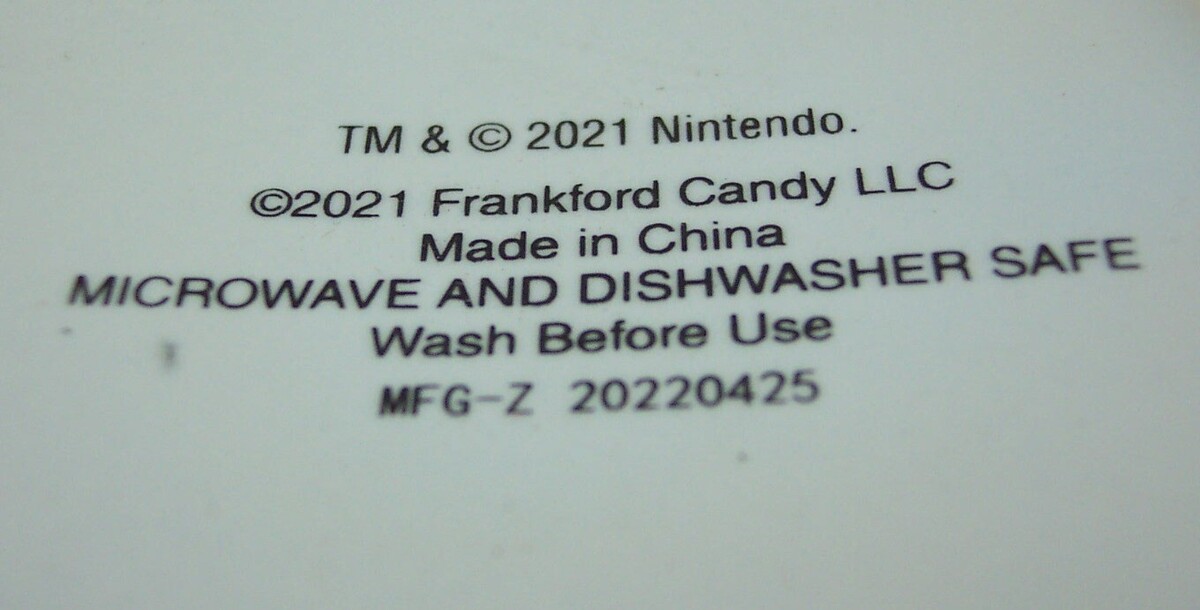 TM & © 2021 Nintendo.
©2021 Frankford Candy LLC
Made in China
MICROWAVE AND DISHWASHER SAFE
Wash Before Use
MFG-Z 20220425